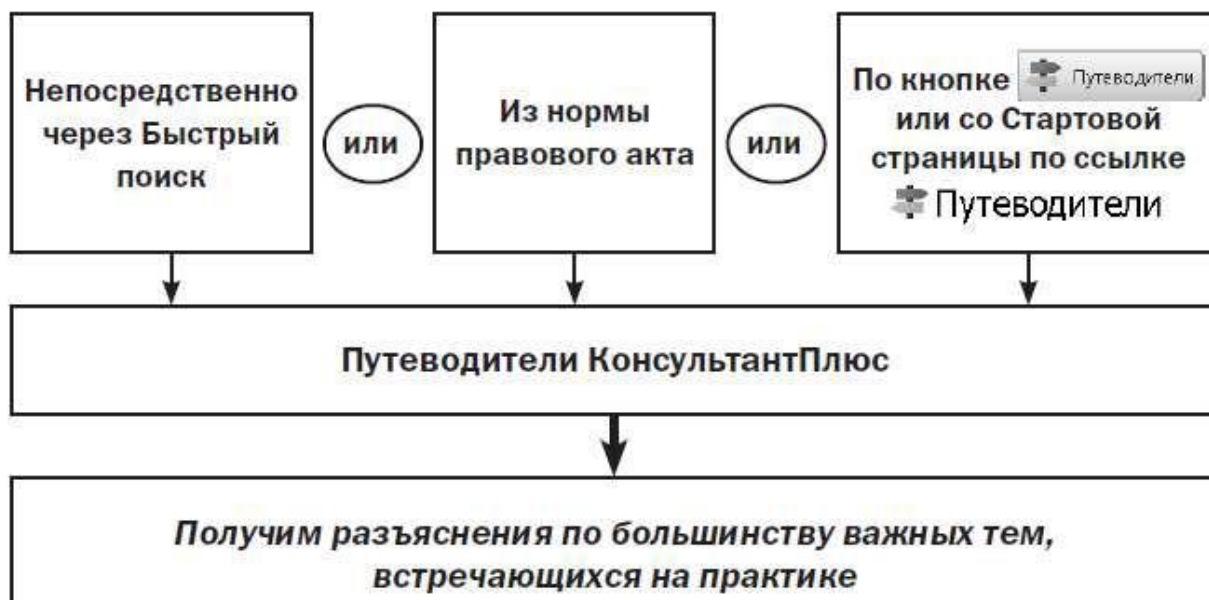 Непосредственно
через Быстрый
поиск
или
Из нормы
правового акта
или
По кнопке Путеводители
или со Стартовой
страницы по ссылке
Путеводители
Путеводители КонсультантПлюс
Получим разъяснения по большинству важных тем,
встречающихся на практике